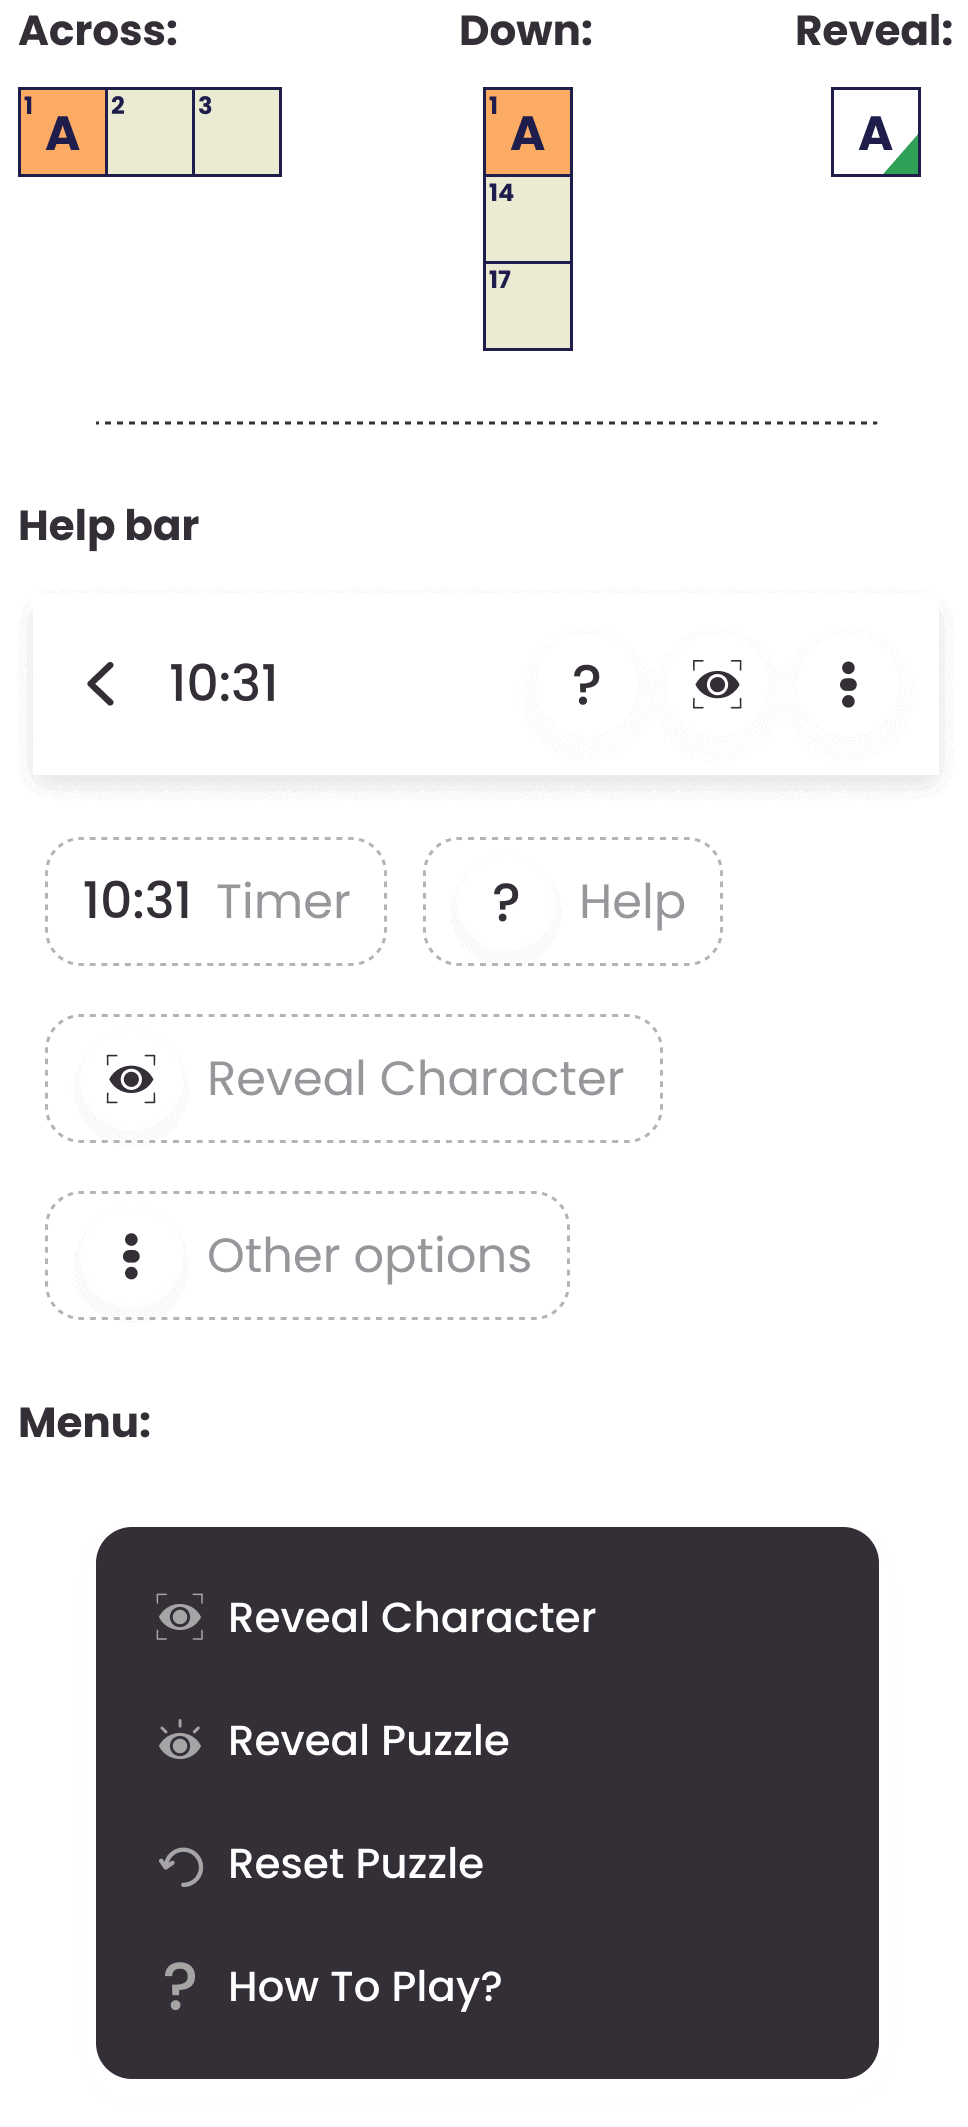 Across: Down: Reveal:
1 A 2 3
1 A
A
14
17
Help bar
10:31 ?
10:31 Timer
? Help
Reveal Character
Other options
Menu:
Reveal Character
Reveal Puzzle
Reset Puzzle
? How To Play?